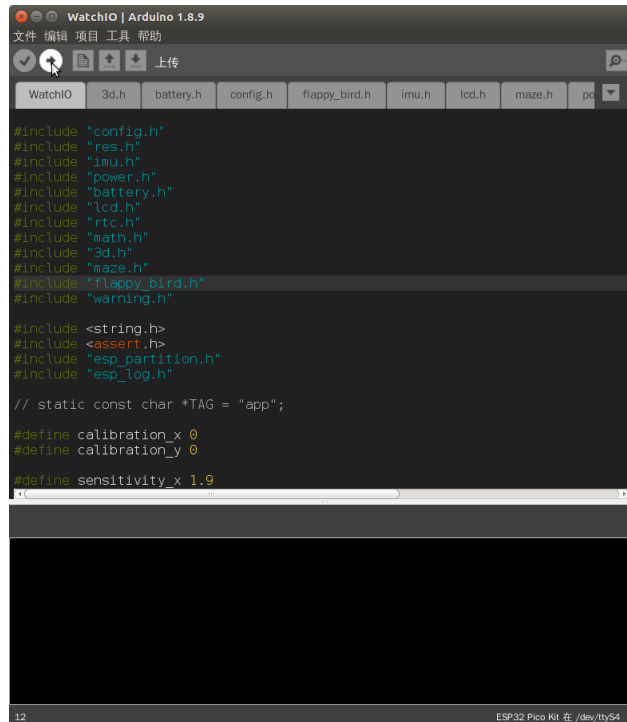 WatchIO | Arduino 1.8.9
文件 编辑 项目 工具 帮助
上传
WatchIO 3d.h battery.h config.h flappy_bird.h imu.h lcd.h maze.h po
#include "config.h"
#include "res.h"
#include "imu.h"
#include "power.h"
#include "battery.h"
#include "lcd.h"
#include "rtc.h"
#include "math.h"
#include "3d.h"
#include "maze.h"
#include "flappy_bird.h"
#include "warning.h"
#include <string.h>
#include <assert.h>
#include "esp_partition.h"
#include "esp_log.h"
// static const char *TAG = "app";
#define calibration_x 0
#define calibration_y 0
#define sensitivity_x 1.9
12 ESP32 Pico Kit 在 /dev/ttyS4